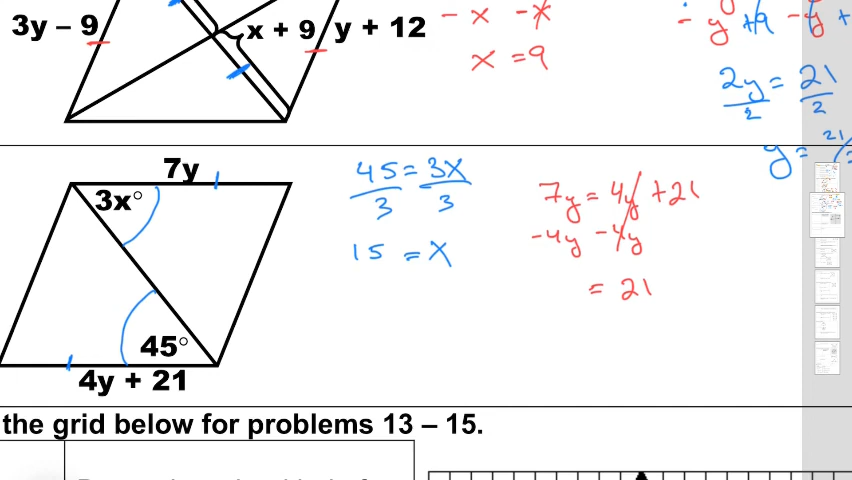 3y – 9
x + 9
y + 12
- x - x
x = 9
2y = 21
2 2
y = 21/
7y
3x°
45°
4y + 21
45 = 3x
3 3
15 = x
7y = 4y + 21
-4y -4y
= 21
the grid below for problems 13 – 15.